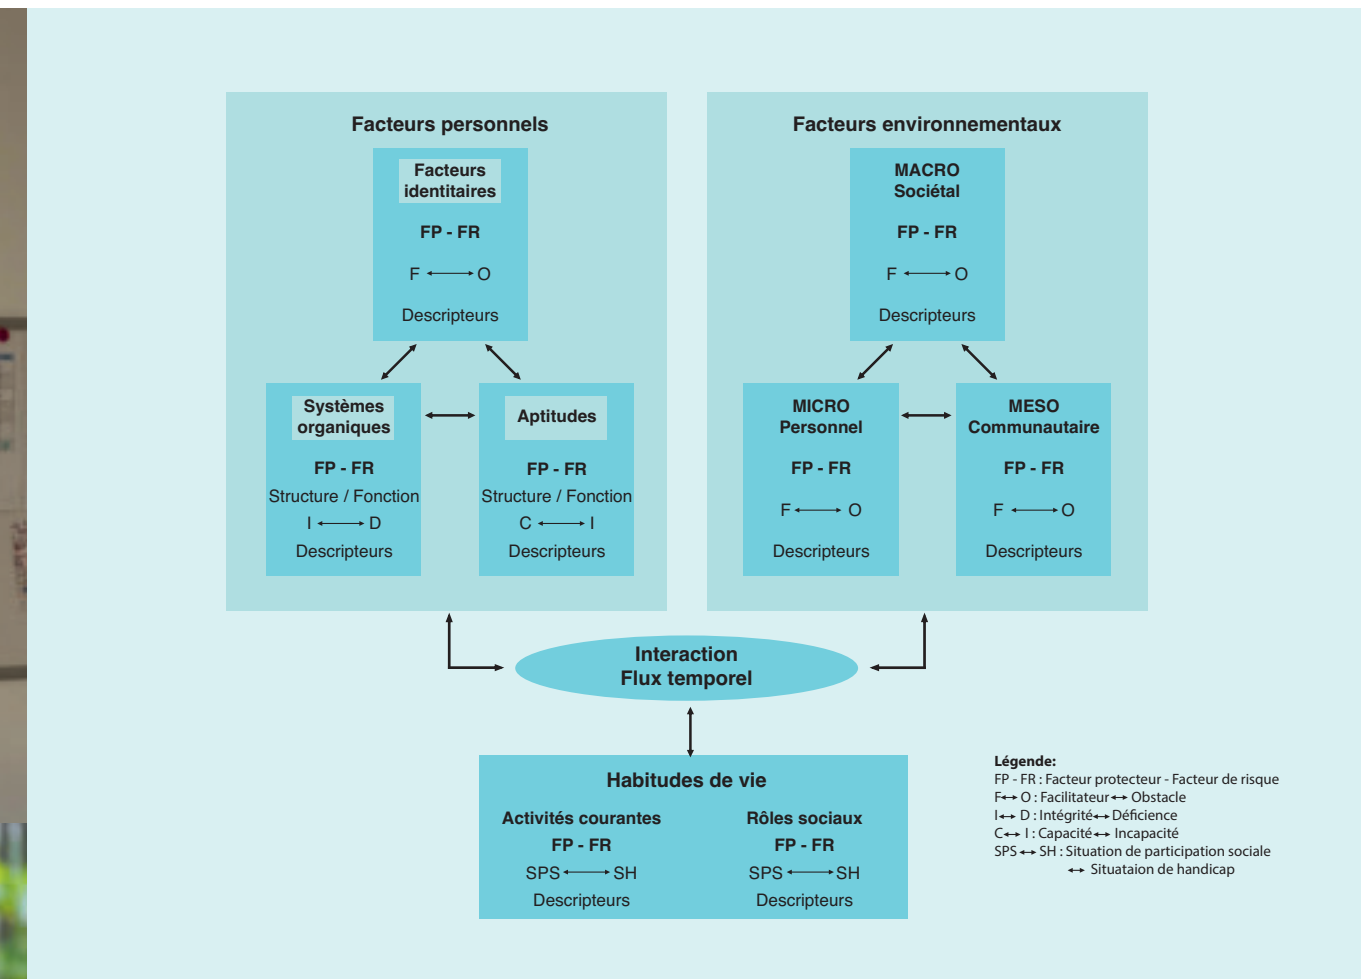 Facteurs personnels
Facteurs
identitaires
FP - FR
F ⟷ O
Descripteurs
Systèmes
organiques
FP - FR
Structure / Fonction
I ⟷ D
Descripteurs
Aptitudes
FP - FR
Structure / Fonction
C ⟷ I
Descripteurs
Facteurs environnementaux
MACRO
Sociétal
FP - FR
F ⟷ O
Descripteurs
MICRO
Personnel
FP - FR
F ⟷ O
Descripteurs
MESO
Communautaire
FP - FR
F ⟷ O
Descripteurs
Interaction
Flux temporel
Habitudes de vie
Activités courantes
FP - FR
SPS ⟷ SH
Descripteurs
Rôles sociaux
FP - FR
SPS ⟷ SH
Descripteurs
Légende:
FP - FR : Facteur protecteur - Facteur de risque
F↔ O : Facilitateur↔ Obstacle
I↔ D : Intégrité↔ Déficience
C↔ I : Capacité↔ Incapacité
SPS ↔ SH : Situation de participation sociale
↔ Situataion de handicap